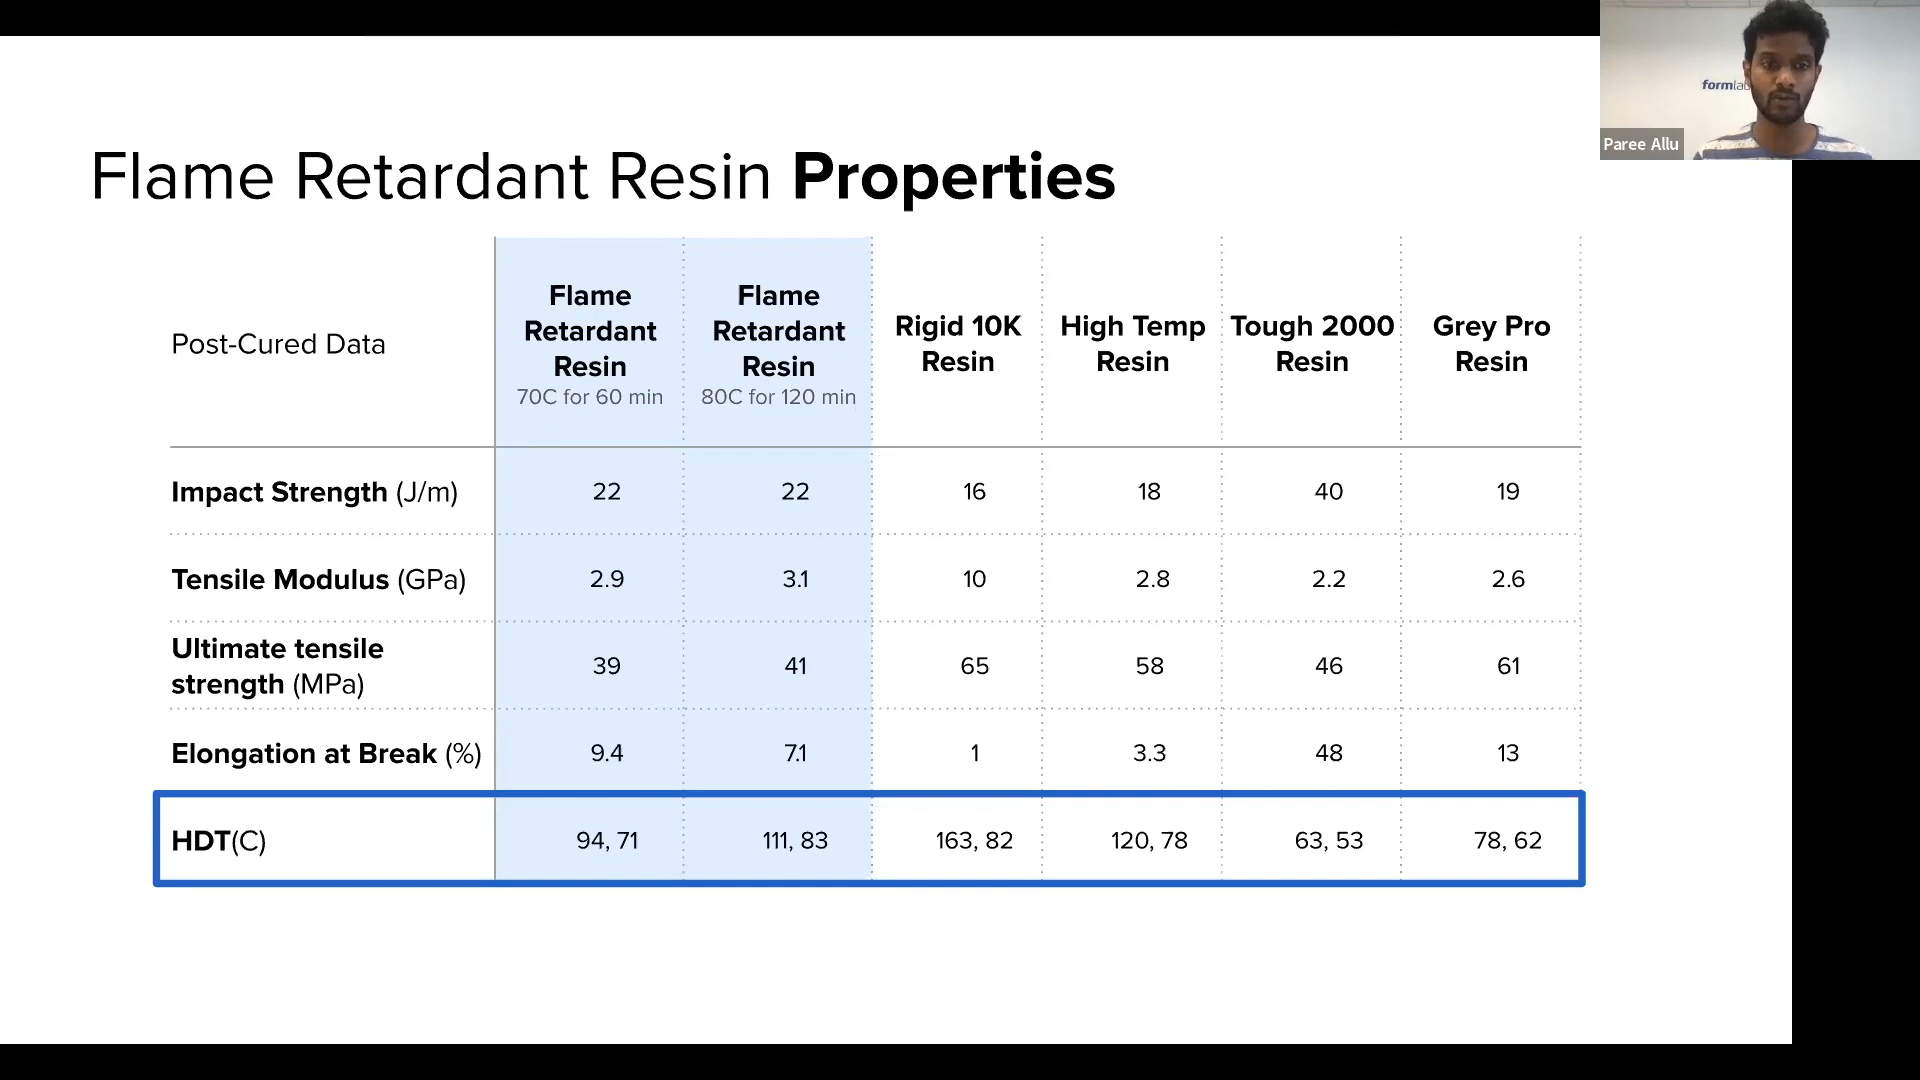 formlab
Paree Allu
Flame Retardant Resin Properties
Post-Cured Data
Flame Retardant Resin 70C for 60 min
Flame Retardant Resin 80C for 120 min
Rigid 10K Resin
High Temp Resin
Tough 2000 Resin
Grey Pro Resin
Impact Strength (J/m) 22 22 16 18 40 19
Tensile Modulus (GPa) 2.9 3.1 10 2.8 2.2 2.6
Ultimate tensile strength (MPa) 39 41 65 58 46 61
Elongation at Break (%) 9.4 7.1 1 3.3 48 13
HDT(C) 94, 71 111, 83 163, 82 120, 78 63, 53 78, 62